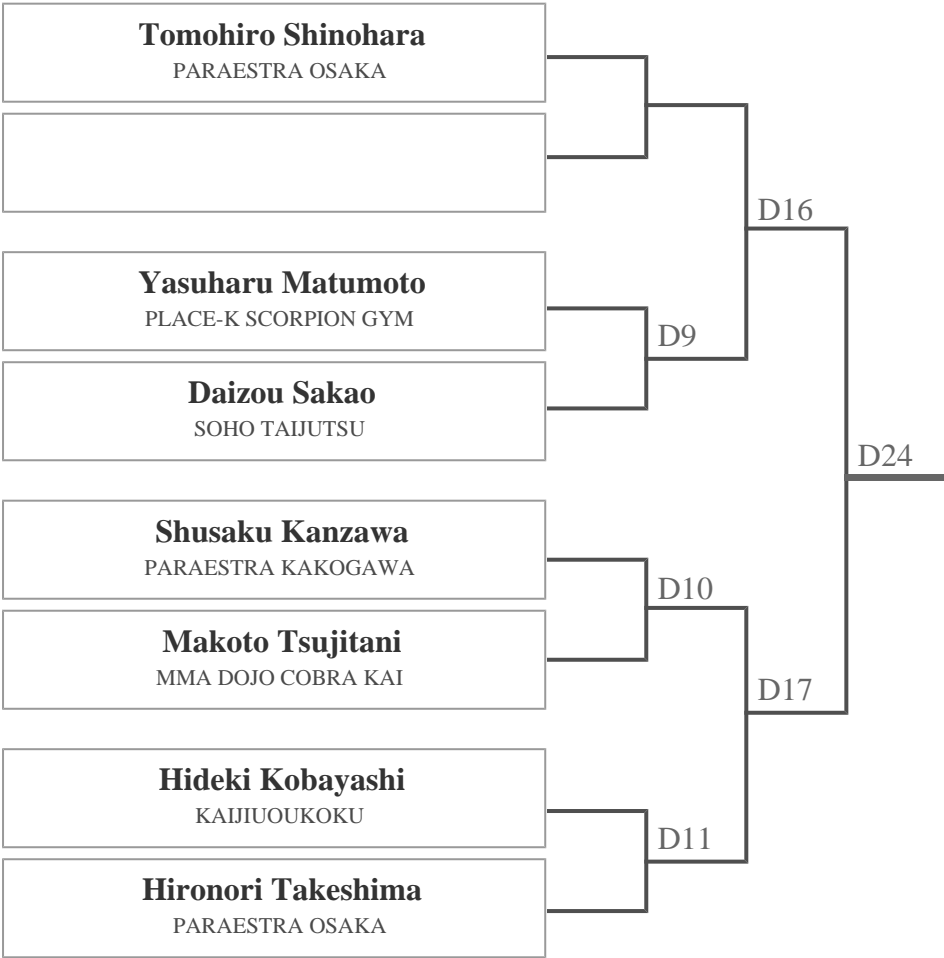 Tomohiro Shinohara
PARAESTRA OSAKA
D16
Yasuharu Matumoto
PLACE-K SCORPION GYM
D9
Daizou Sakao
SOHO TAIJUTSU
D24
Shusaku Kanzawa
PARAESTRA KAKOGAWA
D10
Makoto Tsujitani
MMA DOJO COBRA KAI
D17
Hideki Kobayashi
KAIJIUOUKOKU
D11
Hironori Takeshima
PARAESTRA OSAKA